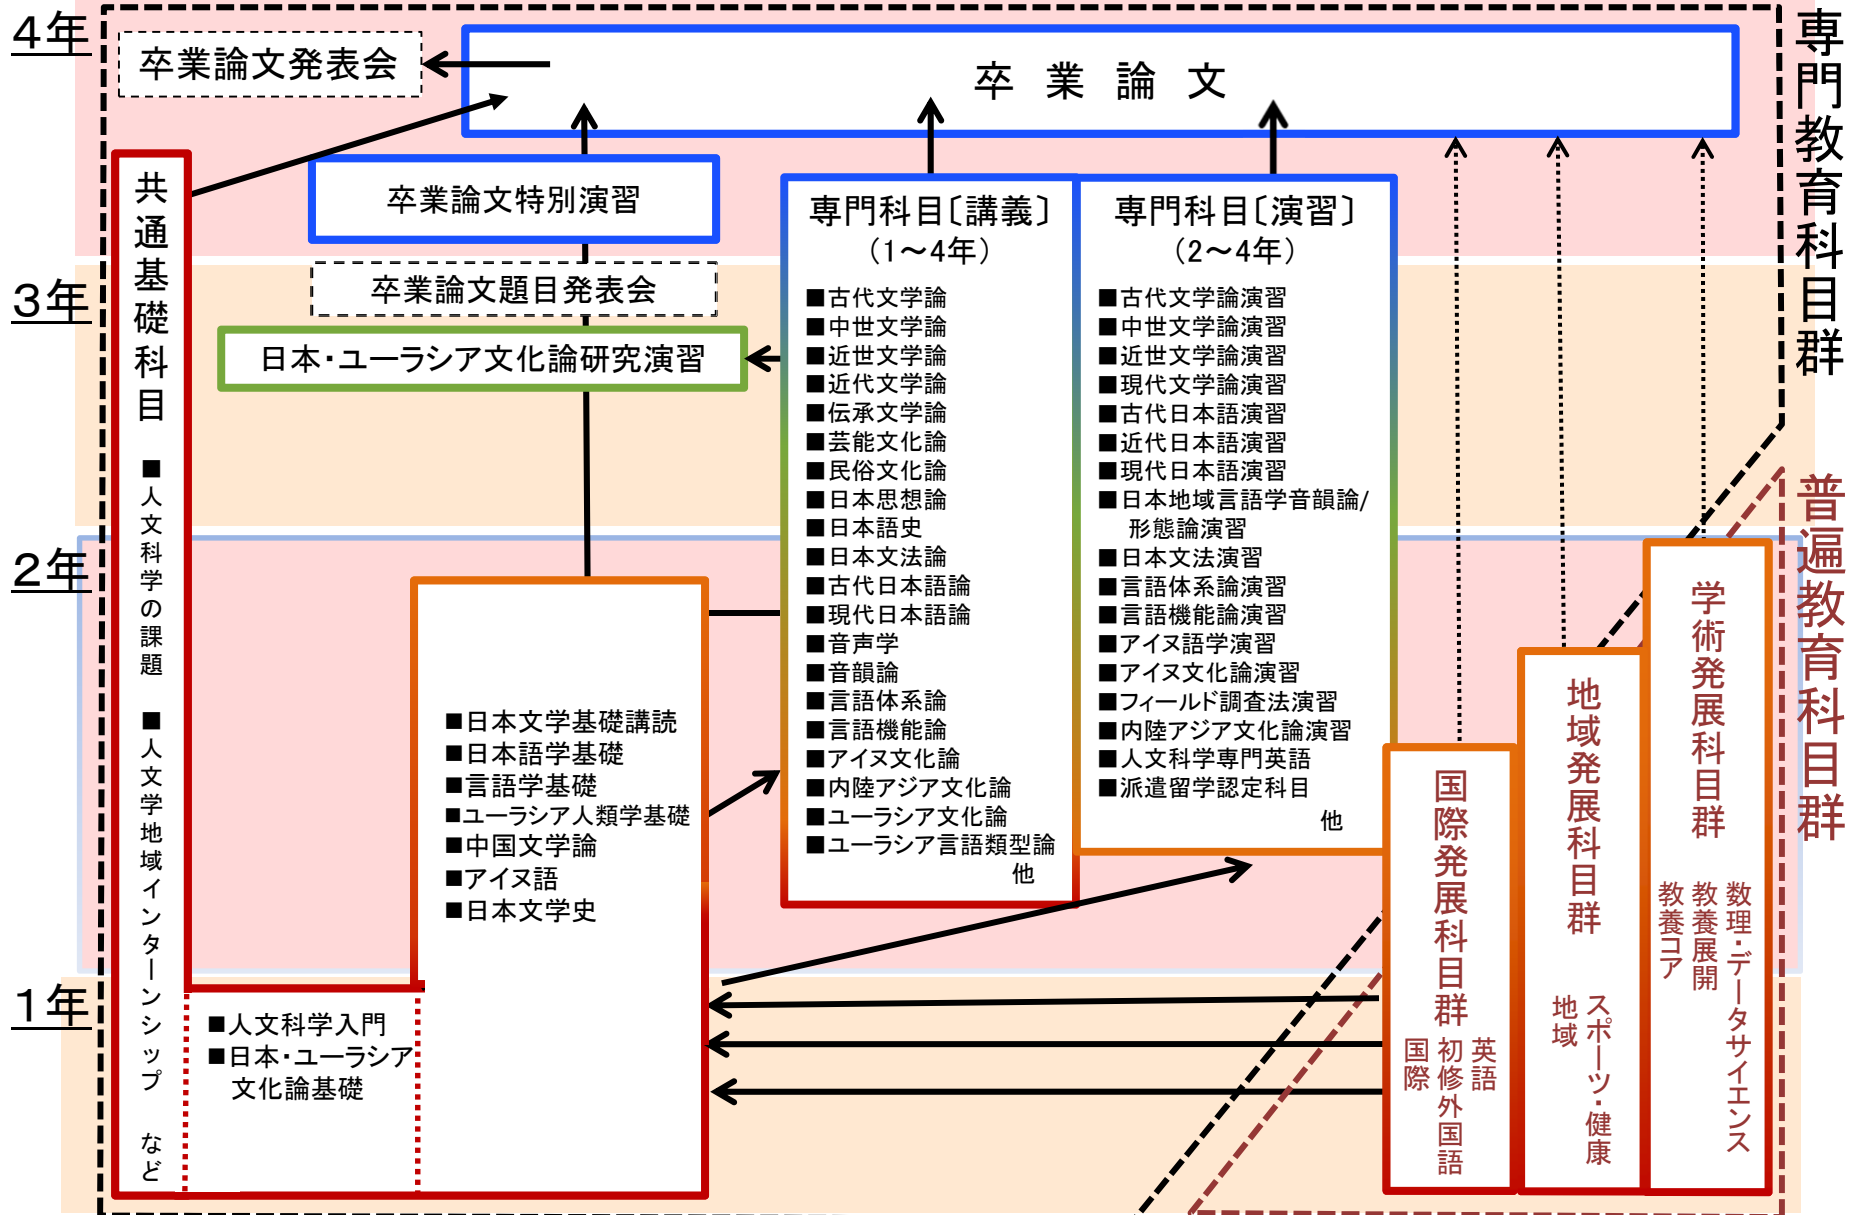 4年
卒業論文発表会
卒業論文
専門教育科目群
共通基礎科目
■人文科学の課題
■人文学地域インターンシップ
など
卒業論文特別演習
3年
卒業論文題目発表会
日本・ユーラシア文化論研究演習
専門科目〔講義〕
(1～4年)
■古代文学論
■中世文学論
■近世文学論
■近代文学論
■伝承文学論
■芸能文化論
■民俗文化論
■日本思想論
■日本語史
■日本文法論
■古代日本語論
■現代日本語論
■音声学
■音韻論
■言語体系論
■言語機能論
■アイヌ文化論
■内陸アジア文化論
■ユーラシア文化論
■ユーラシア言語類型論
他
専門科目〔演習〕
(2～4年)
■古代文学論演習
■中世文学論演習
■近世文学論演習
■現代文学論演習
■古代日本語演習
■近代日本語演習
■現代日本語演習
■日本地域言語学音韻論/
形態論演習
■日本文法演習
■言語体系論演習
■言語機能論演習
■アイヌ語学演習
■アイヌ文化論演習
■フィールド調査法演習
■内陸アジア文化論演習
■人文科学専門英語
■派遣留学認定科目
他
2年
■日本文学基礎講読
■日本語学基礎
■言語学基礎
■ユーラシア人類学基礎
■中国文学論
■アイヌ語
■日本文学史
1年
■人文科学入門
■日本・ユーラシア
文化論基礎
普遍教育科目群
国際発展科目群
英語
初修外国語
国際
地域発展科目群
スポーツ・健康
地域
学術発展科目群
数理・データサイエンス
教養展開
教養コア